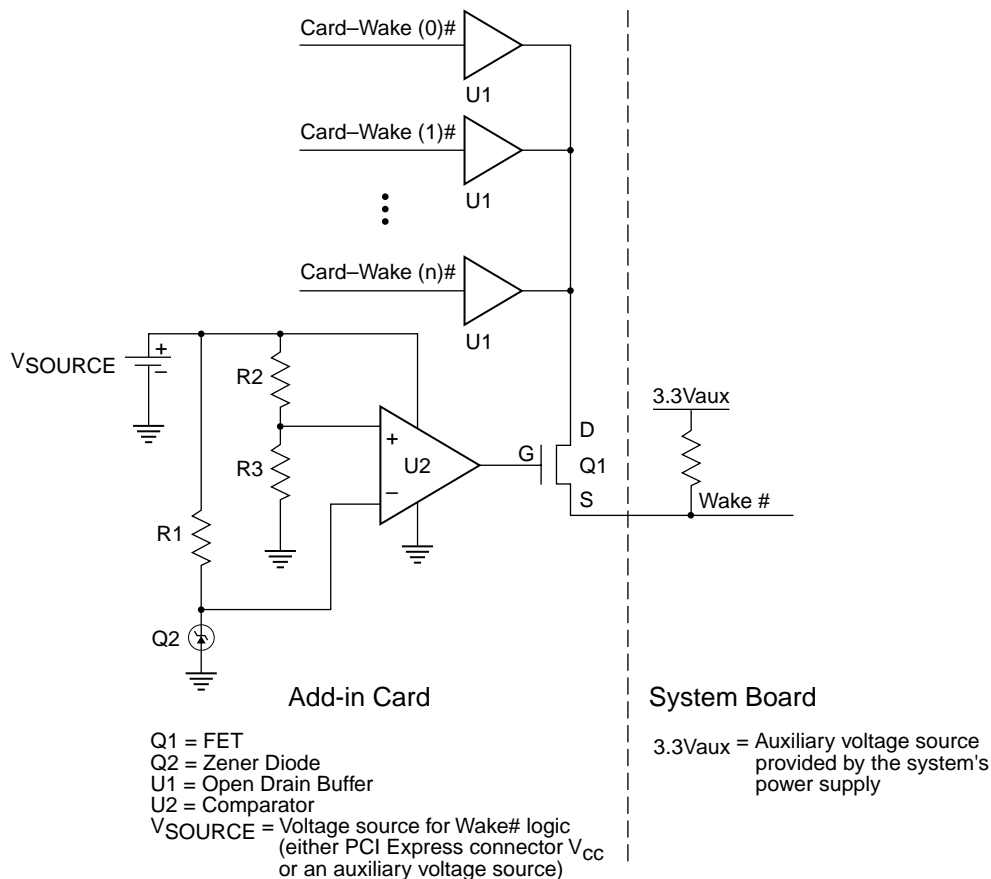 Card–Wake (0)#
U1
Card–Wake (1)#
U1
Card–Wake (n)#
U1
VSOURCE
+
–
R2
R3
R1
+
–
U2
G
D
Q1
S
3.3Vaux
Wake #
Q2
Add-in Card
System Board
Q1 = FET
Q2 = Zener Diode
U1 = Open Drain Buffer
U2 = Comparator
VSOURCE = Voltage source for Wake# logic
(either PCI Express connector VCC
or an auxiliary voltage source)
3.3Vaux = Auxiliary voltage source
provided by the system's
power supply